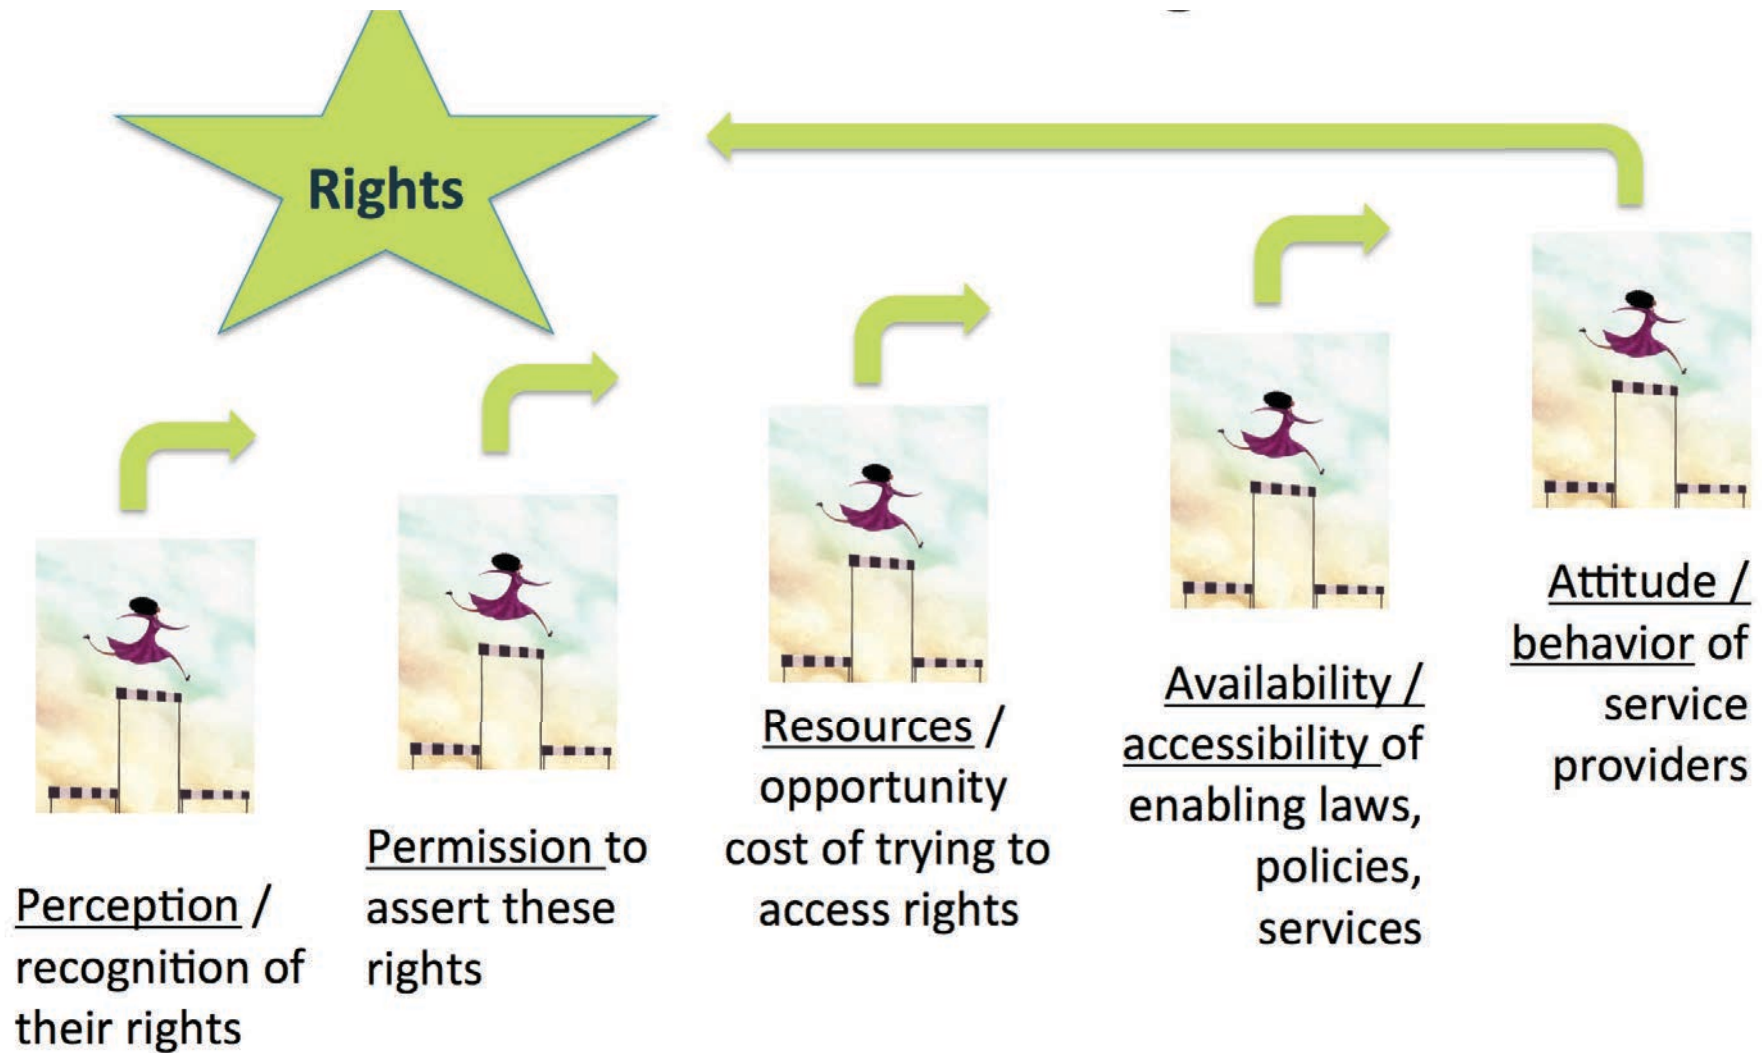 Rights
Perception /
recognition of
their rights
Permission to
assert these
rights
Resources /
opportunity
cost of trying to
access rights
Availability /
accessibility of
enabling laws,
policies,
services
Attitude /
behavior of
service
providers